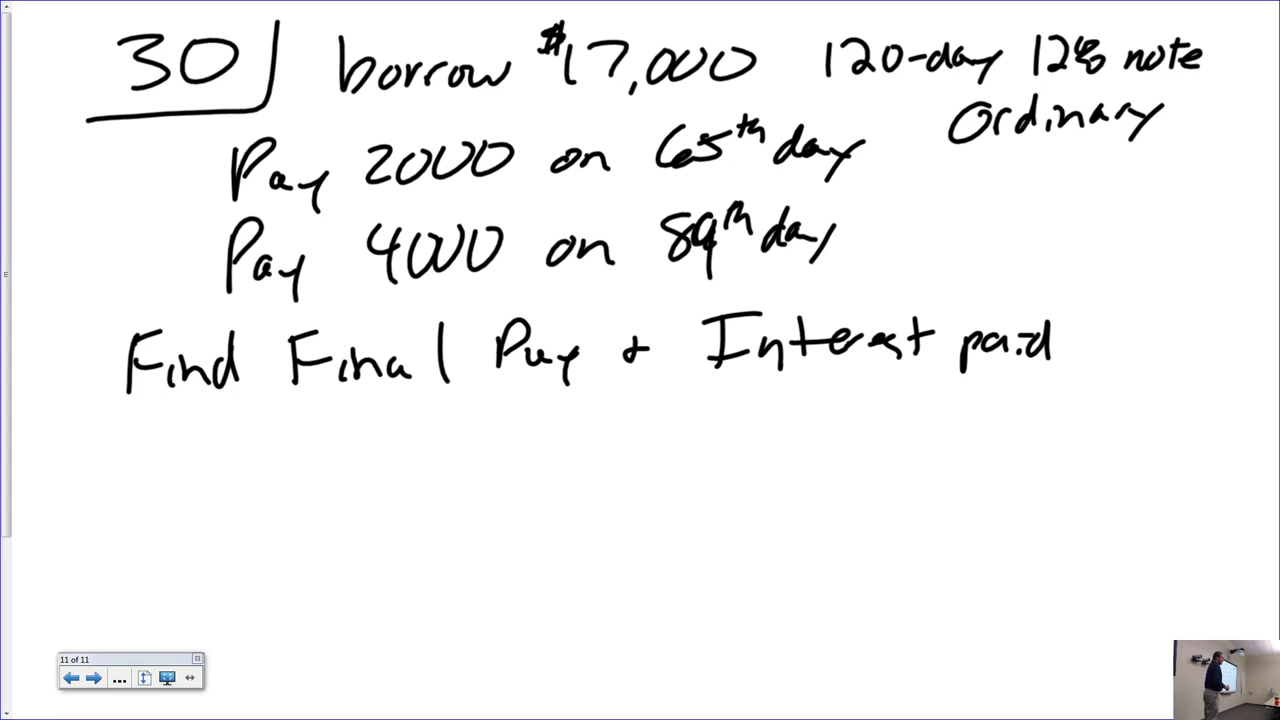 30 borrow $17,000 120-day 12% note
Ordinary
Pay 2000 on 65th day
Pay 4000 on 89th day
Find Final Pay + Interest paid
11 of 11